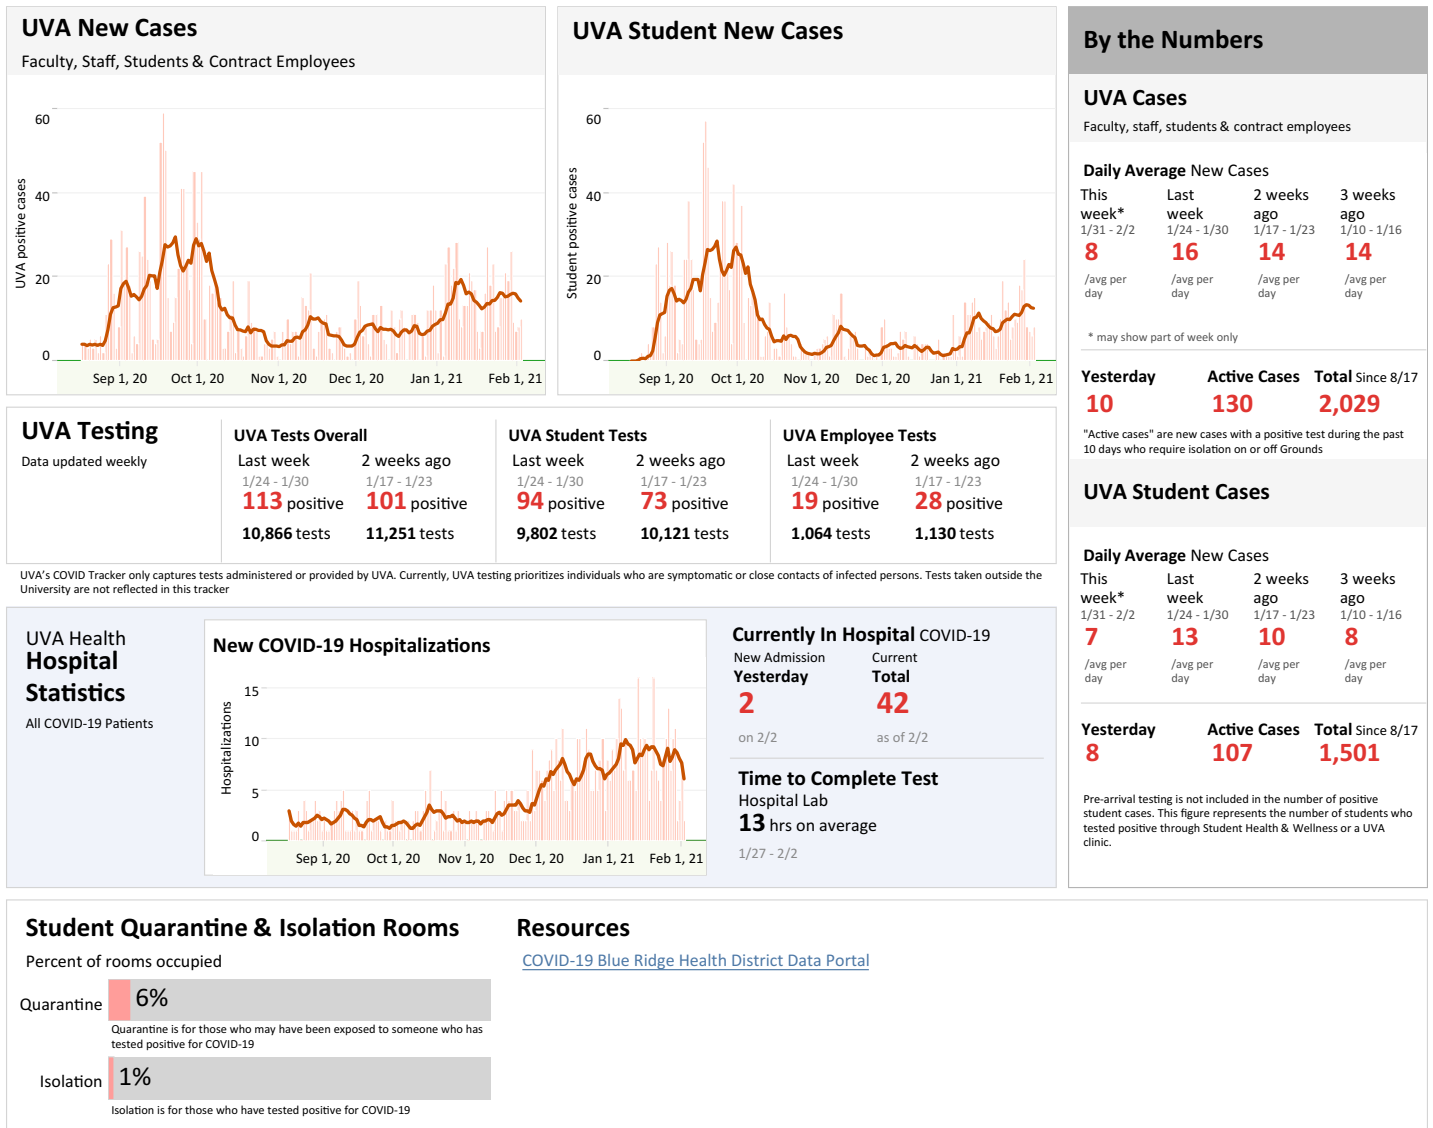 UVA New Cases
Faculty, Staff, Students & Contract Employees
60
40
20
0
UVA positive cases
Sep 1, 20 Oct 1, 20 Nov 1, 20 Dec 1, 20 Jan 1, 21 Feb 1, 21
UVA Student New Cases
60
40
20
0
Student positive cases
Sep 1, 20 Oct 1, 20 Nov 1, 20 Dec 1, 20 Jan 1, 21 Feb 1, 21
UVA Testing
Data updated weekly
UVA Tests Overall
Last week 2 weeks ago
1/24 - 1/30 1/17 - 1/23
113 positive 101 positive
10,866 tests 11,251 tests
UVA Student Tests
Last week 2 weeks ago
1/24 - 1/30 1/17 - 1/23
94 positive 73 positive
9,802 tests 10,121 tests
UVA Employee Tests
Last week 2 weeks ago
1/24 - 1/30 1/17 - 1/23
19 positive 28 positive
1,064 tests 1,130 tests
UVA's COVID Tracker only captures tests administered or provided by UVA. Currently, UVA testing prioritizes individuals who are symptomatic or close contacts of infected persons. Tests taken outside the
University are not reflected in this tracker
UVA Health
Hospital
Statistics
All COVID-19 Patients
New COVID-19 Hospitalizations
15
10
5
0
Hospitalizations
Sep 1, 20 Oct 1, 20 Nov 1, 20 Dec 1, 20 Jan 1, 21 Feb 1, 21
Currently In Hospital COVID-19
New Admission Current
Yesterday Total
2 42
on 2/2 as of 2/2
Time to Complete Test
Hospital Lab
13 hrs on average
1/27 - 2/2
By the Numbers
UVA Cases
Faculty, staff, students & contract employees
Daily Average New Cases
This Last 2 weeks 3 weeks
week* week ago ago
1/31 - 2/2 1/24 - 1/30 1/17 - 1/23 1/10 - 1/16
8 16 14 14
/avg per /avg per /avg per /avg per
day day day day
* may show part of week only
Yesterday Active Cases Total Since 8/17
10 130 2,029
"Active cases" are new cases with a positive test during the past
10 days who require isolation on or off Grounds
UVA Student Cases
Daily Average New Cases
This Last 2 weeks 3 weeks
week* week ago ago
1/31 - 2/2 1/24 - 1/30 1/17 - 1/23 1/10 - 1/16
7 13 10 8
/avg per /avg per /avg per /avg per
day day day day
Yesterday Active Cases Total Since 8/17
8 107 1,501
Pre-arrival testing is not included in the number of positive
student cases. This figure represents the number of students who
tested positive through Student Health & Wellness or a UVA
clinic.
Student Quarantine & Isolation Rooms
Percent of rooms occupied
Quarantine 6%
Quarantine is for those who may have been exposed to someone who has
tested positive for COVID-19
Isolation 1%
Isolation is for those who have tested positive for COVID-19
Resources
COVID-19 Blue Ridge Health District Data Portal